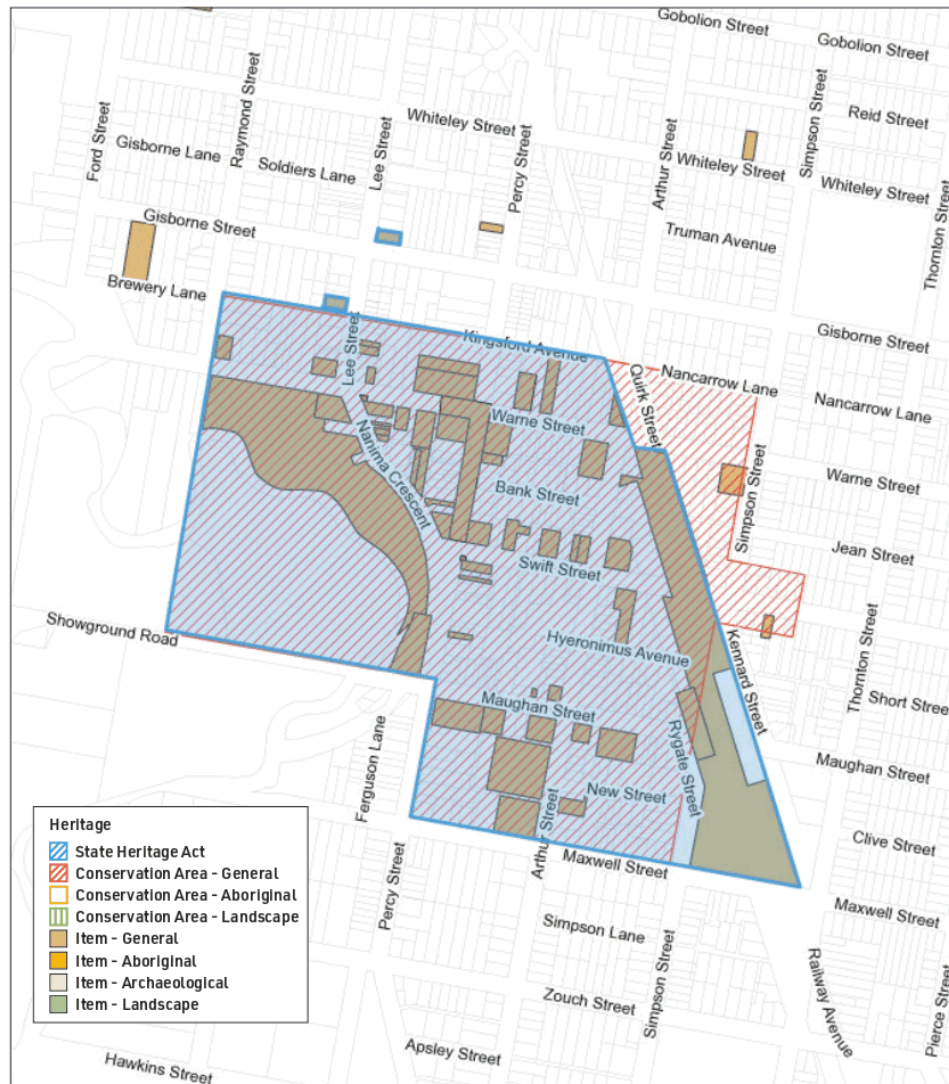 Gobolion Street
Gobolion Street
Ford Street
Raymond Street
Gisborne Lane
Soldiers Lane
Lee Street
Whiteley Street
Percy Street
Arthur Street
Whiteley Street
Simpson Street
Reid Street
Whiteley Street
Thornton Street
Gisborne Street
Truman Avenue
Brewery Lane
Gisborne Street
Lee Street
Kingsford Avenue
Quirk Street
Nancarrow Lane
Nancarrow Lane
Warne Street
Nanima Crescent
Bank Street
Simpson Street
Warne Street
Jean Street
Swift Street
Showground Road
Hyeronimus Avenue
Kennard Street
Thornton Street
Short Stree
Maughan Street
Rygate Street
Maughan Street
Ferguson Lane
New Street
Arthur Street
Clive Street
Percy Street
Maxwell Street
Maxwell Street
Simpson Lane
Simpson Street
Zouch Street
Railway Avenue
Pierce Street
Apsley Street
Hawkins Street
Heritage
State Heritage Act
Conservation Area - General
Conservation Area - Aboriginal
Conservation Area - Landscape
Item - General
Item - Aboriginal
Item - Archaeological
Item - Landscape